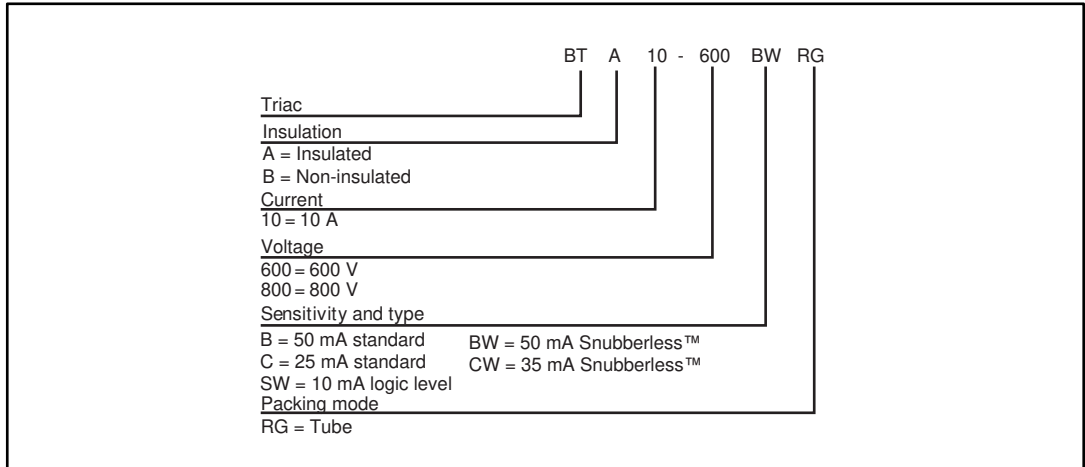 BT A 10 - 600 BW RG
Triac
Insulation
A = Insulated
B = Non-insulated
Current
10 = 10 A
Voltage
600 = 600 V
800 = 800 V
Sensitivity and type
B = 50 mA standard BW = 50 mA Snubberless™
C = 25 mA standard CW = 35 mA Snubberless™
SW = 10 mA logic level
Packing mode
RG = Tube